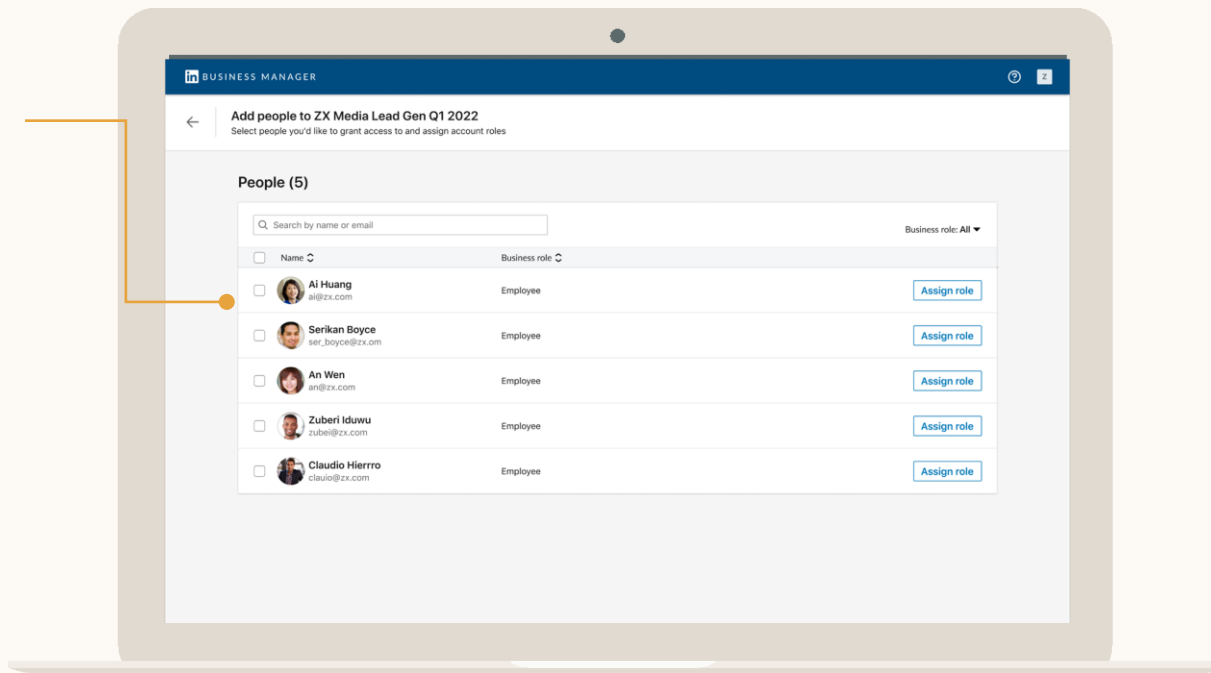 in BUSINESS MANAGER
Z
Add people to ZX Media Lead Gen Q1 2022
Select people you'd like to grant access to and assign account roles
People (5)
Search by name or email
Business role: All
Name
Business role
Ai Huang
ai@zx.com
Employee
Assign role
Serikan Boyce
ser_boyce@zx.om
Employee
Assign role
An Wen
an@zx.com
Employee
Assign role
Zuberi Iduwu
zubei@zx.com
Employee
Assign role
Claudio Hierrro
clauio@zx.com
Employee
Assign role